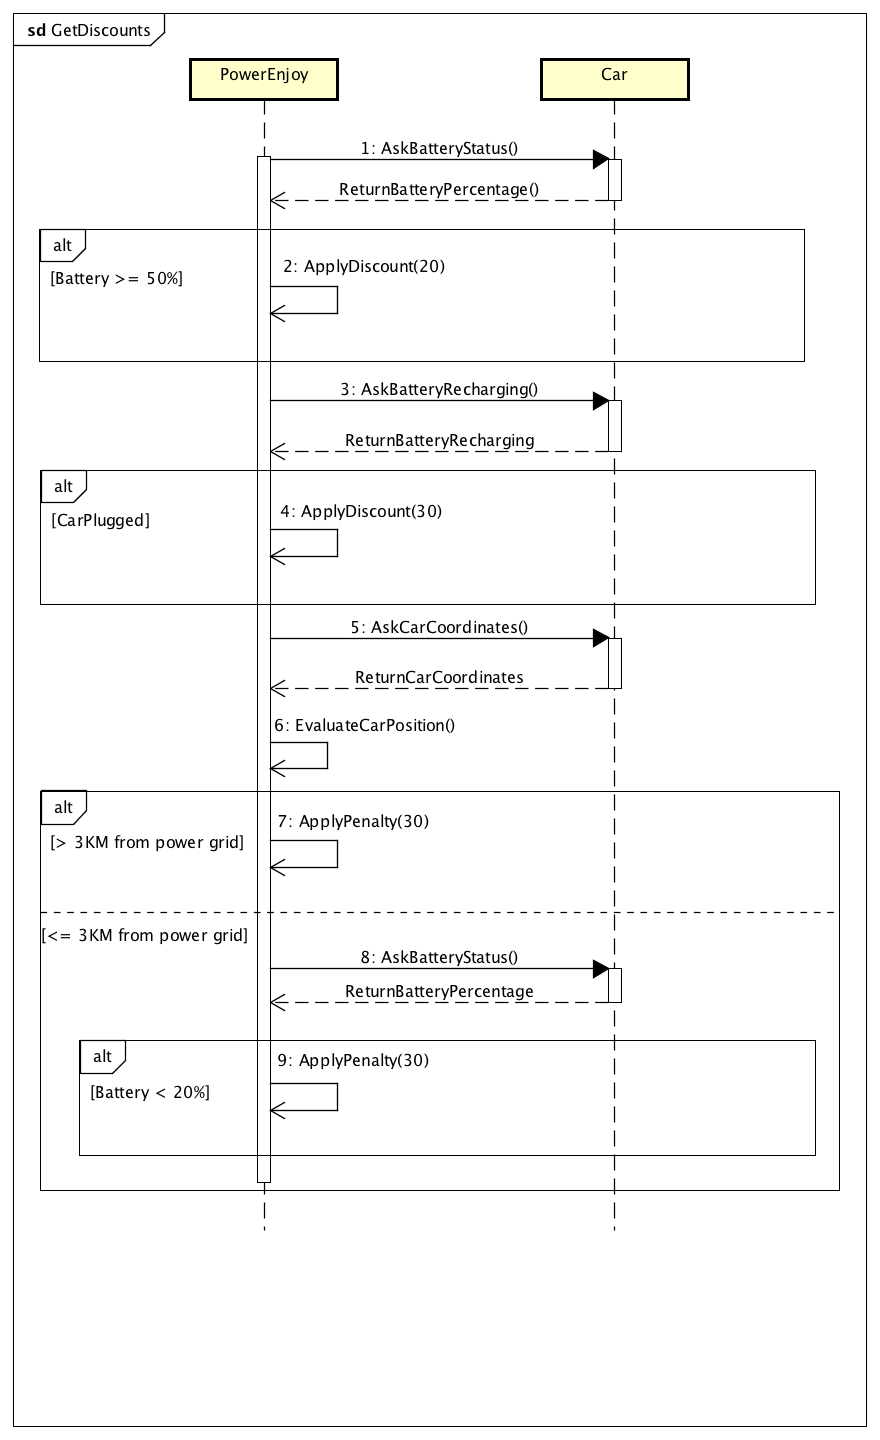 sd GetDiscounts
PowerEnjoy
Car
1: AskBatteryStatus()
ReturnBatteryPercentage()
alt
[Battery >= 50%]
2: ApplyDiscount(20)
3: AskBatteryRecharging()
ReturnBatteryRecharging
alt
[CarPlugged]
4: ApplyDiscount(30)
5: AskCarCoordinates()
ReturnCarCoordinates
6: EvaluateCarPosition()
alt
[> 3KM from power grid]
7: ApplyPenalty(30)
[<= 3KM from power grid]
8: AskBatteryStatus()
ReturnBatteryPercentage
alt
[Battery < 20%]
9: ApplyPenalty(30)